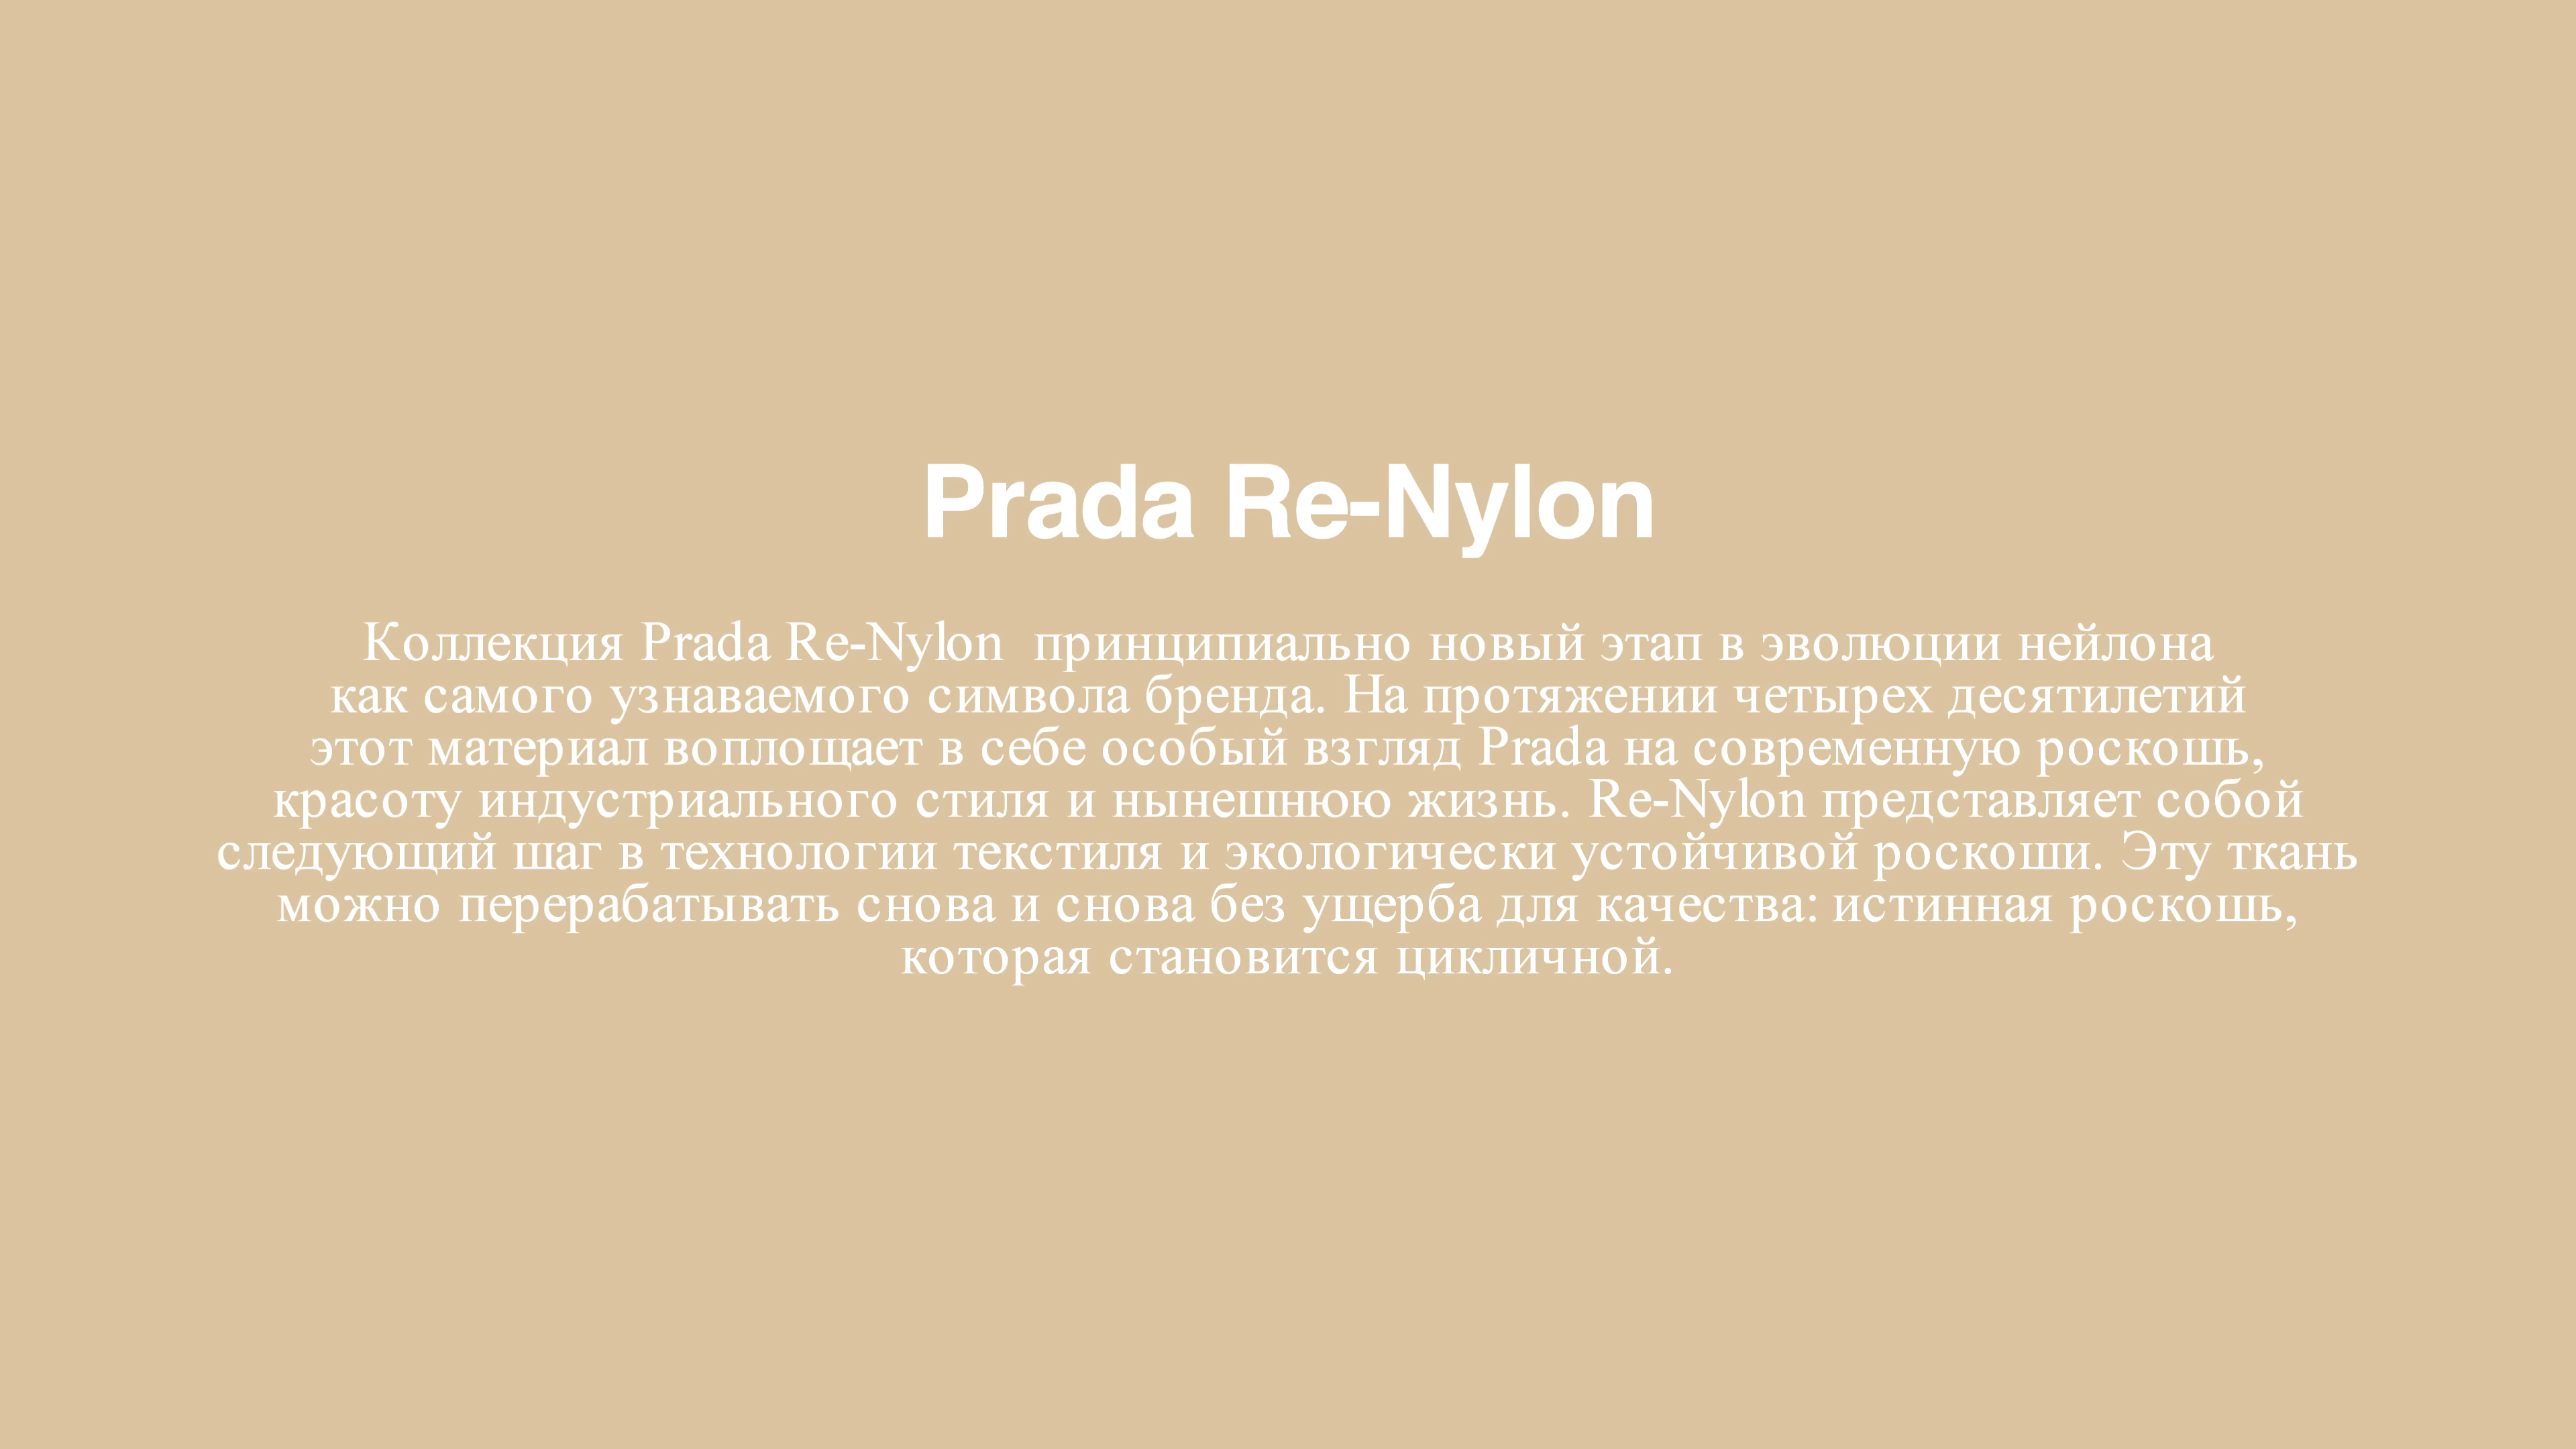 Prada Re-Nylon
Коллекция Prada Re-Nylon  принципиально новый этап в эволюции нейлона
как самого узнаваемого символа бренда. На протяжении четырех десятилетий
этот материал воплощает в себе особый взгляд Prada на современную роскошь,
красоту индустриального стиля и нынешнюю жизнь. Re-Nylon представляет собой
следующий шаг в технологии текстиля и экологически устойчивой роскоши. Эту ткань
можно перерабатывать снова и снова без ущерба для качества: истинная роскошь,
которая становится цикличной.